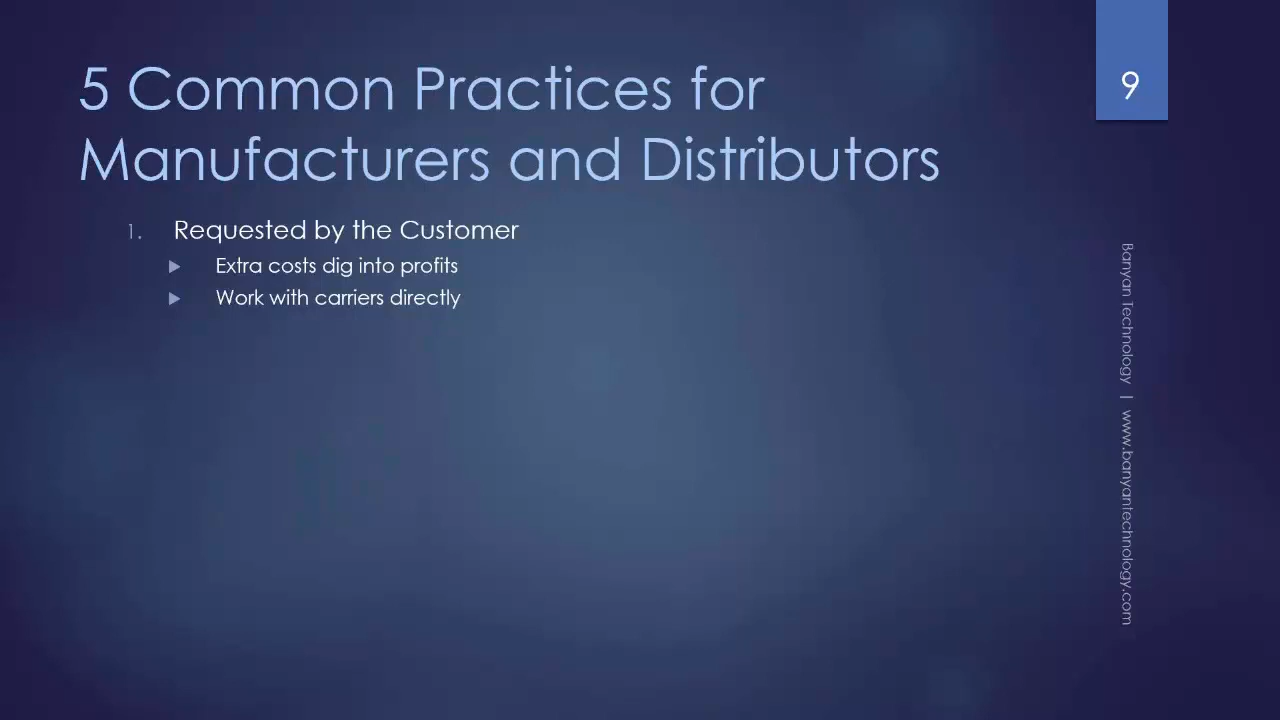 5 Common Practices for
Manufacturers and Distributors
9
1. Requested by the Customer
Extra costs dig into profits
Work with carriers directly
Banyan Technology | www.banyantechnology.com